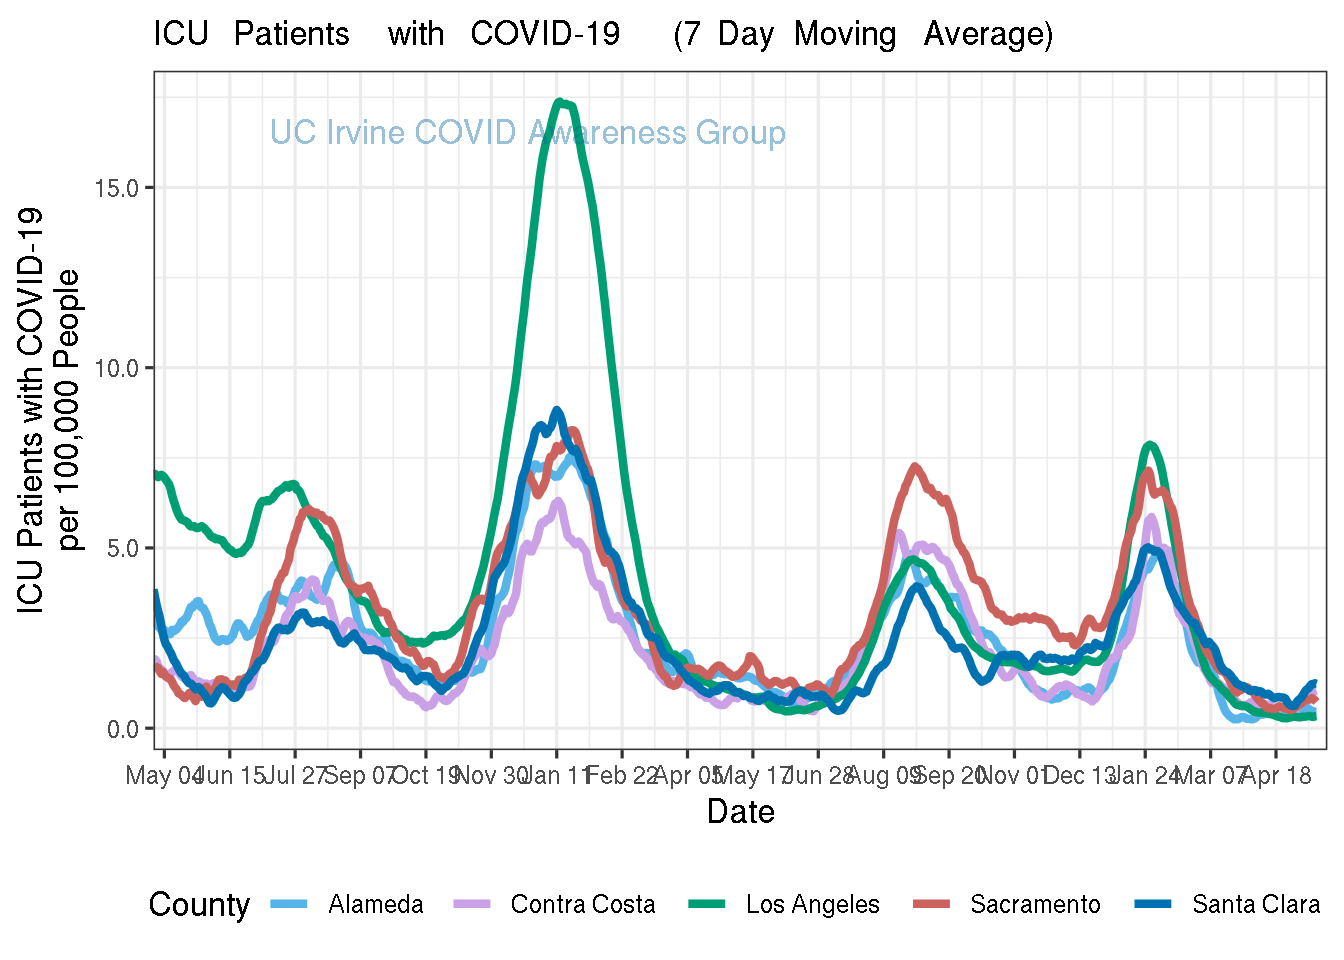 ICU Patients with COVID-19 (7 Day Moving Average)
UC Irvine COVID Awareness Group
ICU Patients with COVID-19
per 100,000 People
15.0
10.0
5.0
0.0
May 04 Jun 15 Jul 27 Sep 07 Oct 19 Nov 30 Jan 11 Feb 22 Apr 05 May 17 Jun 28 Aug 09 Sep 20 Nov 01 Dec 13 Jan 24 Mar 07 Apr 18
Date
County Alameda Contra Costa Los Angeles Sacramento Santa Clara